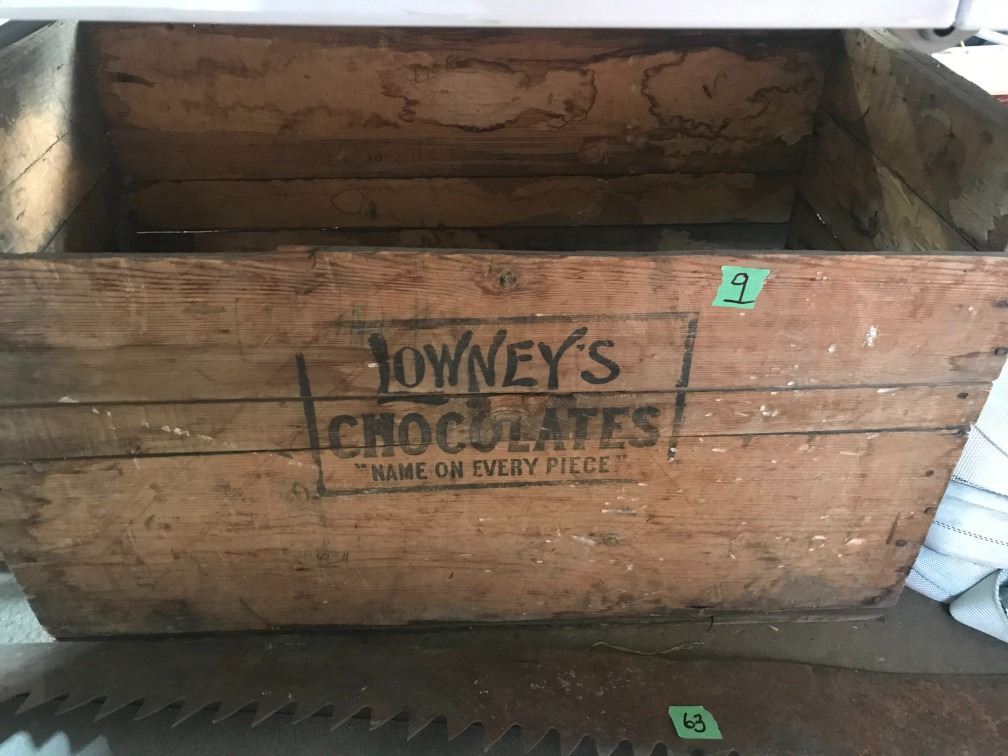 9
LOWNEY'S
CHOCOLATES
"NAME ON EVERY PIECE"
63